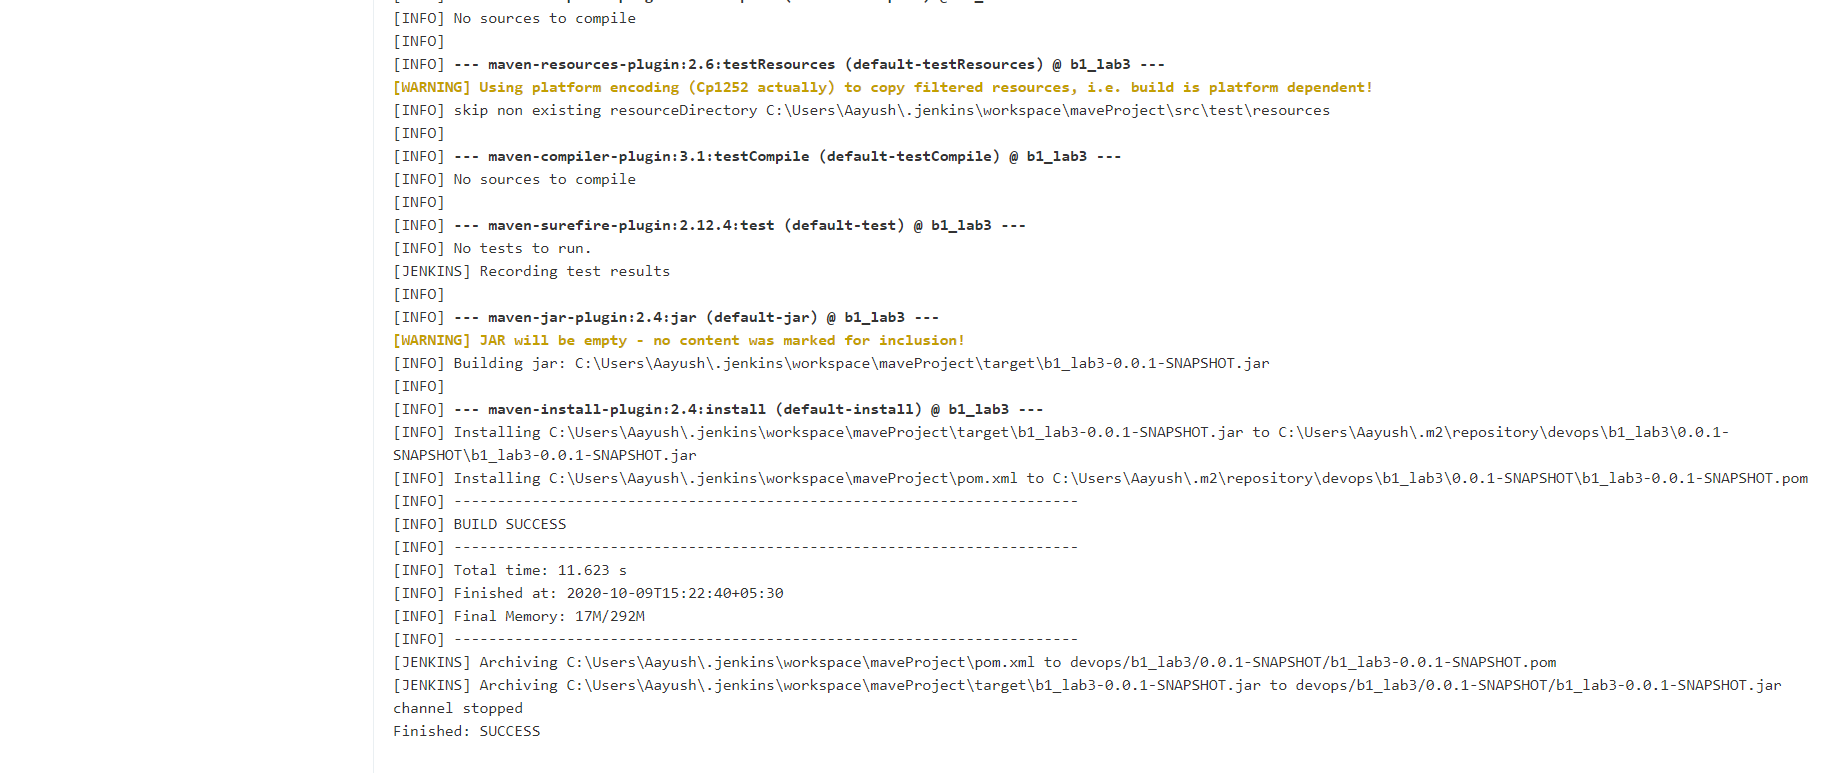 [INFO] No sources to compile
[INFO]
[INFO] --- maven-resources-plugin:2.6:testResources (default-testResources) @ b1_lab3 ---
[WARNING] Using platform encoding (Cp1252 actually) to copy filtered resources, i.e. build is platform dependent!
[INFO] skip non existing resourceDirectory C:\Users\Aayush\.jenkins\workspace\maveProject\src\test\resources
[INFO]
[INFO] --- maven-compiler-plugin:3.1:testCompile (default-testCompile) @ b1_lab3 ---
[INFO] No sources to compile
[INFO]
[INFO] --- maven-surefire-plugin:2.12.4:test (default-test) @ b1_lab3 ---
[INFO] No tests to run.
[JENKINS] Recording test results
[INFO]
[INFO] --- maven-jar-plugin:2.4:jar (default-jar) @ b1_lab3 ---
[WARNING] JAR will be empty - no content was marked for inclusion!
[INFO] Building jar: C:\Users\Aayush\.jenkins\workspace\maveProject\target\b1_lab3-0.0.1-SNAPSHOT.jar
[INFO]
[INFO] --- maven-install-plugin:2.4:install (default-install) @ b1_lab3 ---
[INFO] Installing C:\Users\Aayush\.jenkins\workspace\maveProject\target\b1_lab3-0.0.1-SNAPSHOT.jar to C:\Users\Aayush\.m2\repository\devops\b1_lab3\0.0.1-
SNAPSHOT\b1_lab3-0.0.1-SNAPSHOT.jar
[INFO] Installing C:\Users\Aayush\.jenkins\workspace\maveProject\pom.xml to C:\Users\Aayush\.m2\repository\devops\b1_lab3\0.0.1-SNAPSHOT\b1_lab3-0.0.1-SNAPSHOT.pom
[INFO] ------------------------------------------------------------------------
[INFO] BUILD SUCCESS
[INFO] ------------------------------------------------------------------------
[INFO] Total time: 11.623 s
[INFO] Finished at: 2020-10-09T15:22:40+05:30
[INFO] Final Memory: 17M/292M
[INFO] ------------------------------------------------------------------------
[JENKINS] Archiving C:\Users\Aayush\.jenkins\workspace\maveProject\pom.xml to devops/b1_lab3/0.0.1-SNAPSHOT/b1_lab3-0.0.1-SNAPSHOT.pom
[JENKINS] Archiving C:\Users\Aayush\.jenkins\workspace\maveProject\target\b1_lab3-0.0.1-SNAPSHOT.jar to devops/b1_lab3/0.0.1-SNAPSHOT/b1_lab3-0.0.1-SNAPSHOT.jar
channel stopped
Finished: SUCCESS